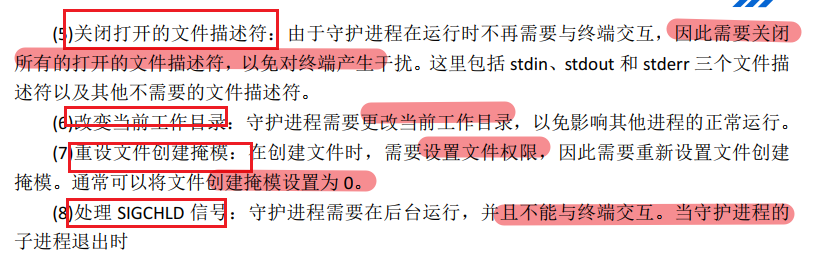 (5)关闭打开的文件描述符：由于守护进程在运行时不再需要与终端交互，因此需要关闭
所有的打开的文件描述符，以免对终端产生干扰。这里包括 stdin、stdout 和 stderr 三个文件描
述符以及其他不需要的文件描述符。
(6)改变当前工作目录：守护进程需要更改当前工作目录，以免影响其他进程的正常运行。
(7)重设文件创建掩模：在创建文件时，需要设置文件权限，因此需要重新设置文件创建
掩模。通常可以将文件创建掩模设置为 0。
(8)处理 SIGCHLD 信号：守护进程需要在后台运行，并且不能与终端交互。当守护进程的
子进程退出时